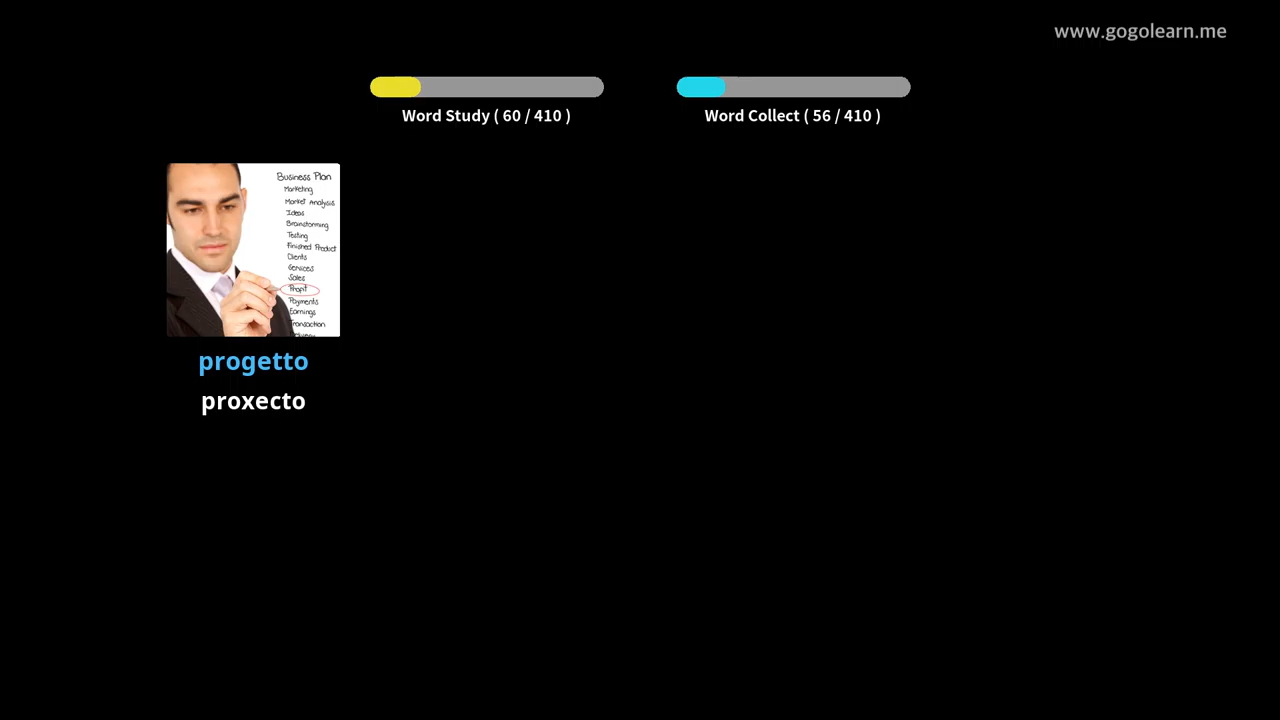 www.gogolearn.me
Word Study ( 60 / 410 )
Word Collect ( 56 / 410 )
Business Plan
Marketing
Market Analysis
Ideas
Brainstorming
Testing
Finished Product
Clients
Services
Sales
Profit
Payments
Earnings
Transaction
progetto
proxecto